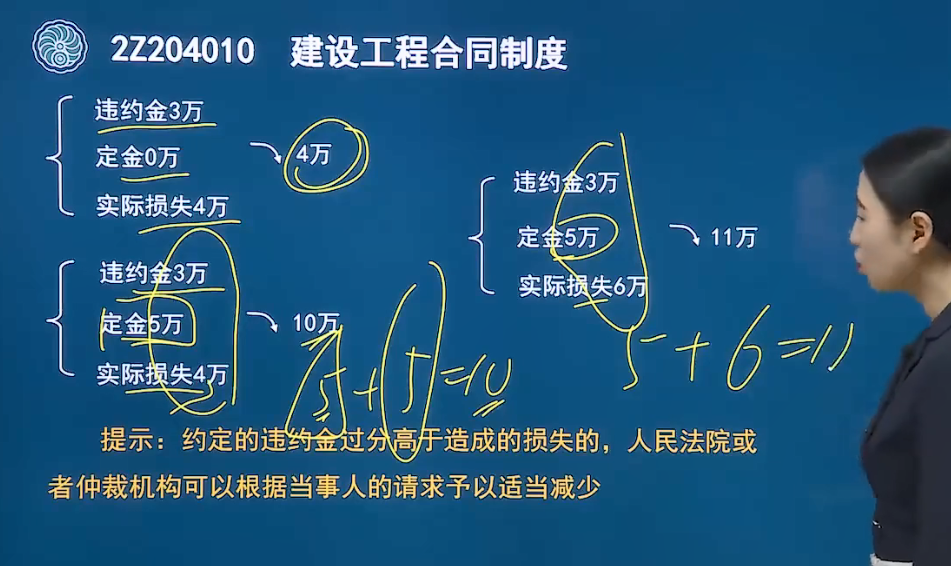 2Z204010 建设工程合同制度
违约金3万
定金0万
实际损失4万
4万
违约金3万
定金5万
实际损失4万
10万
5+5=10
违约金3万
定金5万
实际损失6万
11万
5+6=11
提示：约定的违约金过分高于造成的损失的，人民法院或
者仲裁机构可以根据当事人的请求予以适当减少